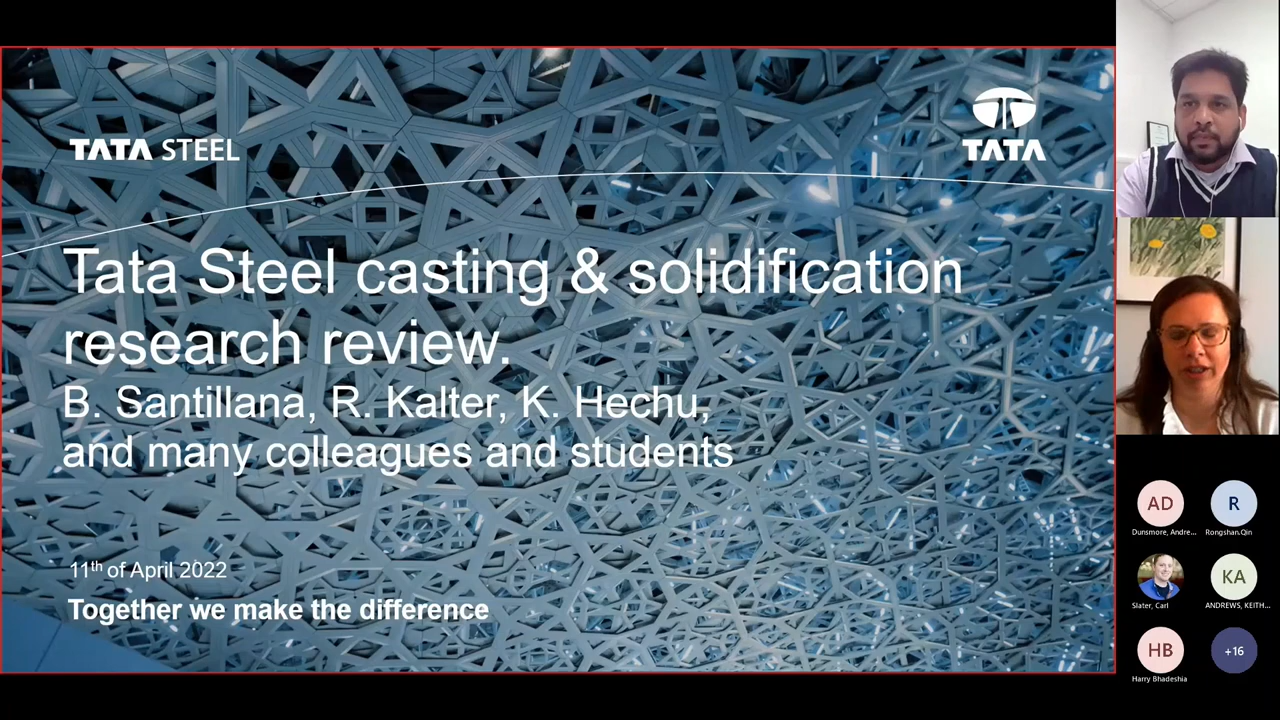 TATA STEEL
TATA
Tata Steel casting & solidification
research review.
B. Santillana, R. Kalter, K. Hechu,
and many colleagues and students
11th of April 2022
Together we make the difference
AD
R
Dunsmore, Andre...
Rongshan.Qin
KA
Slater, Carl
ANDREWS, KEITH...
HB
+16
Harry Bhadeshia